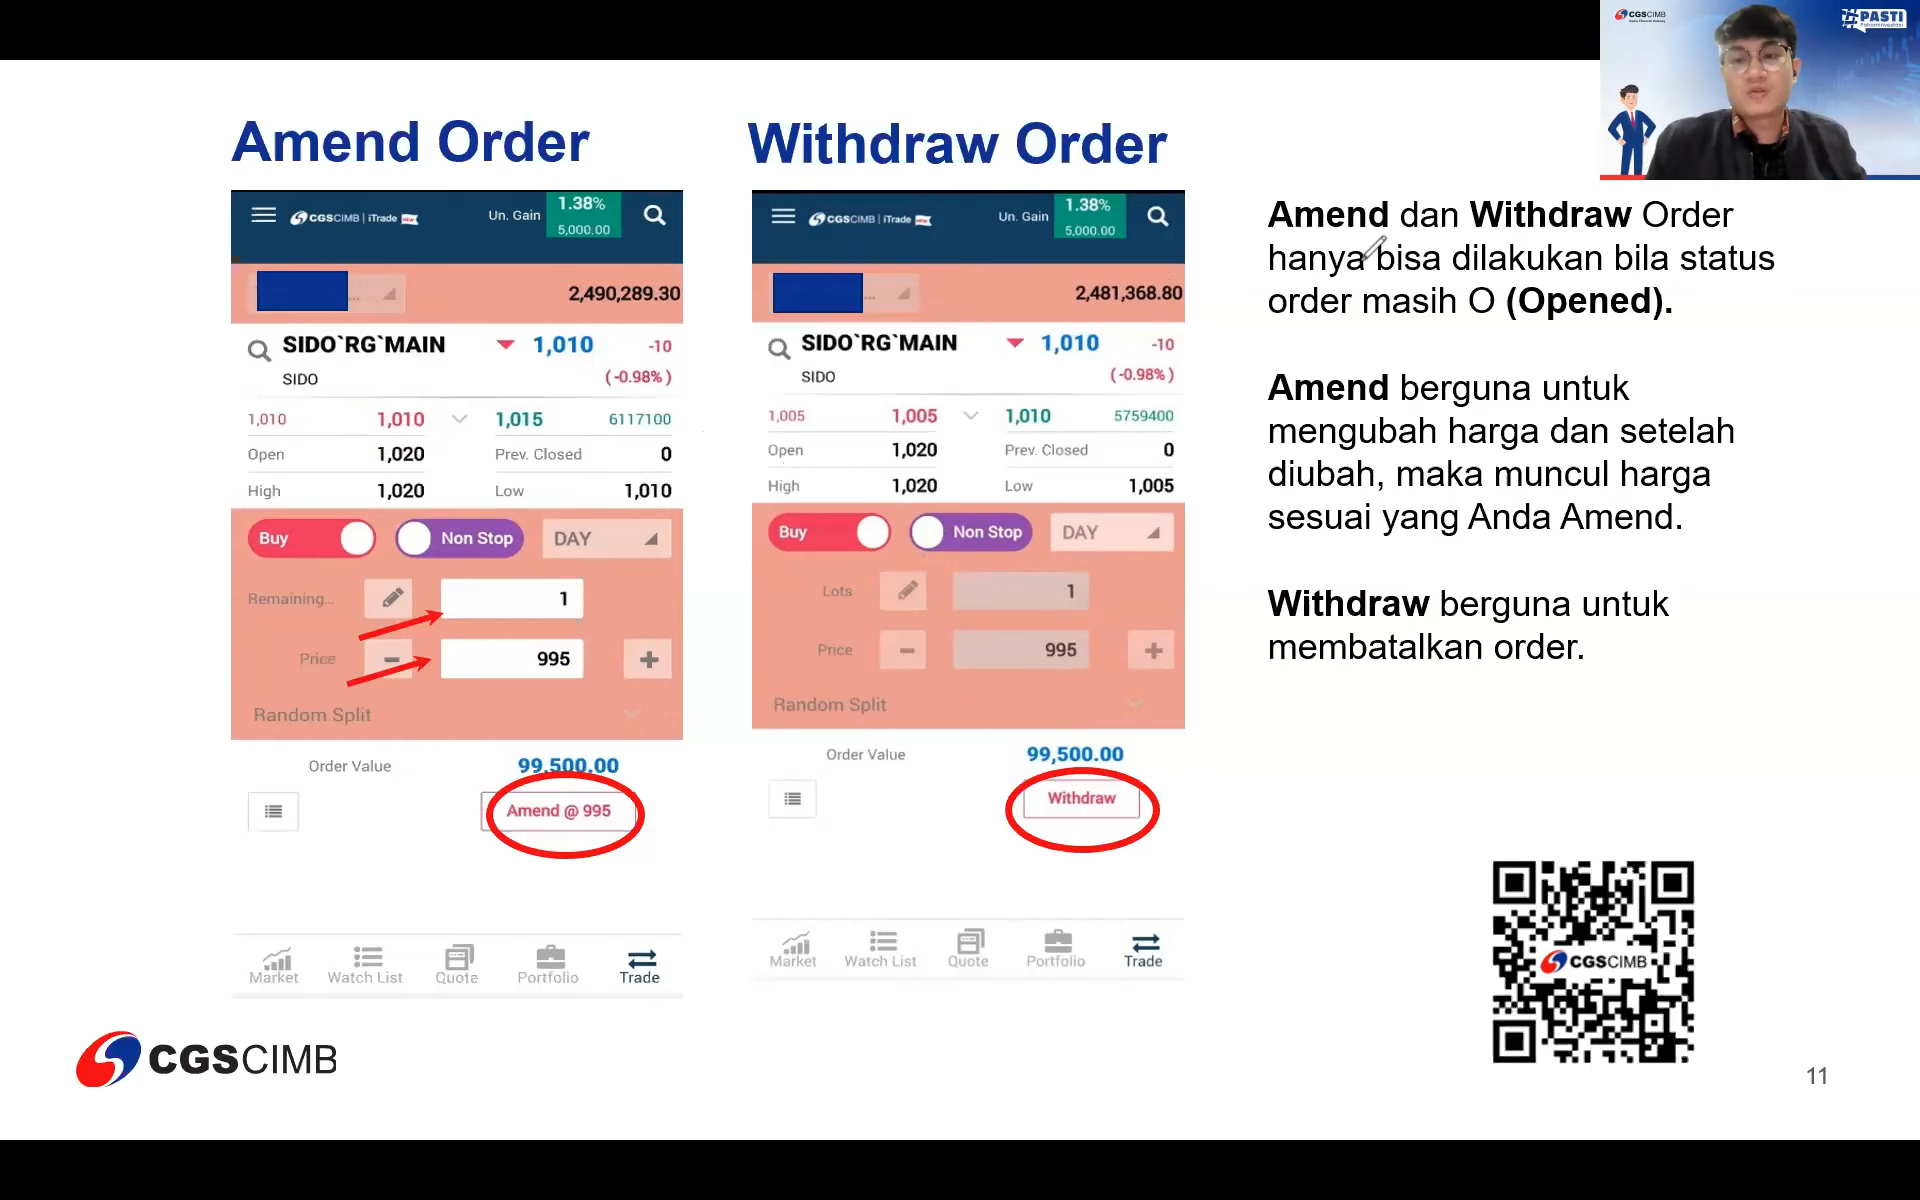 CGSCIMB
#PASTI
Amend Order
Withdraw Order
CGSCIMB | iTrade
Un. Gain
1.38%
5,000.00
2,490,289.30
SIDO`RG`MAIN
1,010
-10
SIDO
(-0.98%)
1,010
1,010
1,015
6117100
Open
1,020
Prev. Closed
0
High
1,020
Low
1,010
Buy
Non Stop
DAY
Remaining...
1
Price
995
Random Split
Order Value
99,500.00
Amend @ 995
Market
Watch List
Quote
Portfolio
Trade
CGSCIMB | iTrade
Un. Gain
1.38%
5,000.00
2,481,368.80
SIDO`RG`MAIN
1,010
-10
SIDO
(-0.98%)
1,005
1,005
1,010
5759400
Open
1,020
Prev. Closed
0
High
1,020
Low
1,005
Buy
Non Stop
DAY
Lots
1
Price
995
Random Split
Order Value
99,500.00
Withdraw
Market
Watch List
Quote
Portfolio
Trade
Amend dan Withdraw Order
hanya bisa dilakukan bila status
order masih O (Opened).
Amend berguna untuk
mengubah harga dan setelah
diubah, maka muncul harga
sesuai yang Anda Amend.
Withdraw berguna untuk
membatalkan order.
CGSCIMB
CGSCIMB
11